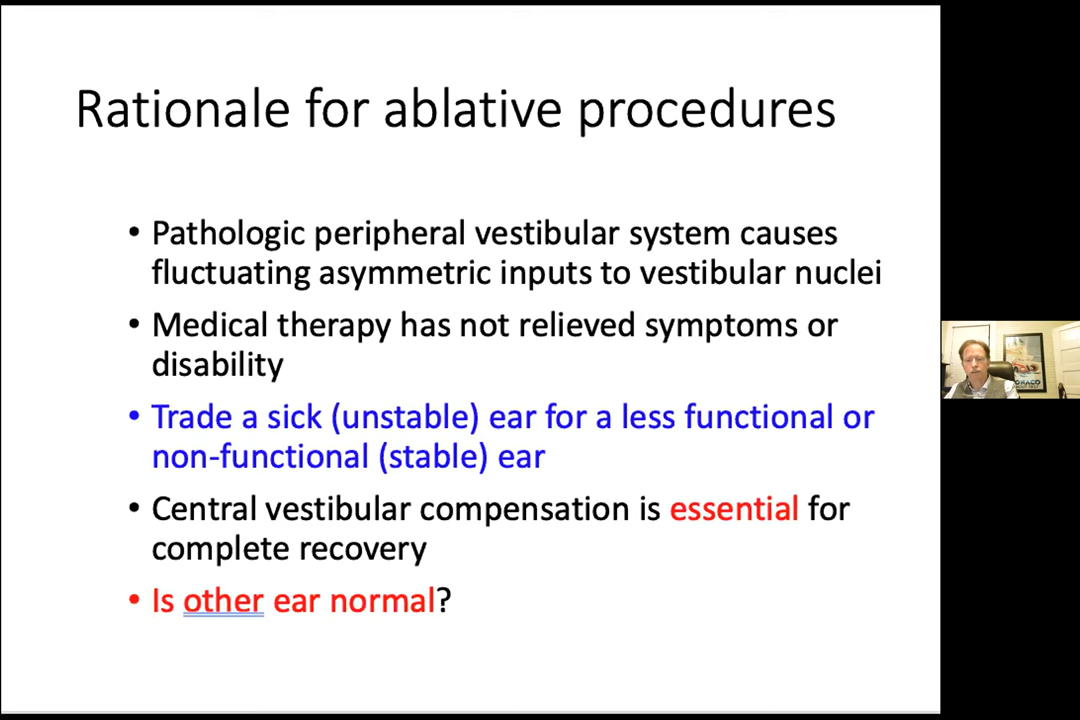 Rationale for ablative procedures
• Pathologic peripheral vestibular system causes
fluctuating asymmetric inputs to vestibular nuclei
• Medical therapy has not relieved symptoms or
disability
• Trade a sick (unstable) ear for a less functional or
non-functional (stable) ear
• Central vestibular compensation is essential for
complete recovery
• Is other ear normal?